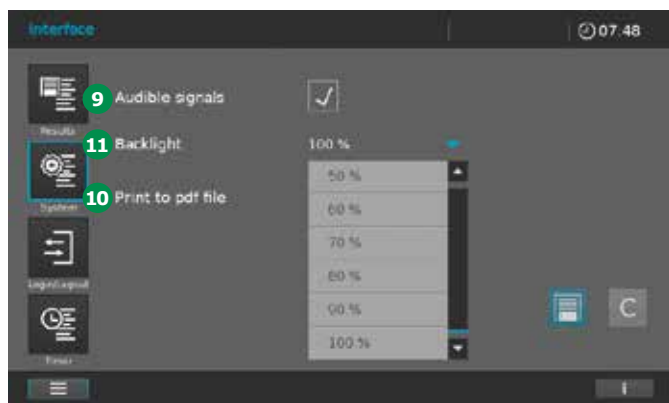 Interface
07.48
9 Audible signals
Results
11 Backlight 100 %
50 %
System
10 Print to pdf file
60 %
70 %
80 %
Login/Logout
90 %
C
100 %
Timer
i